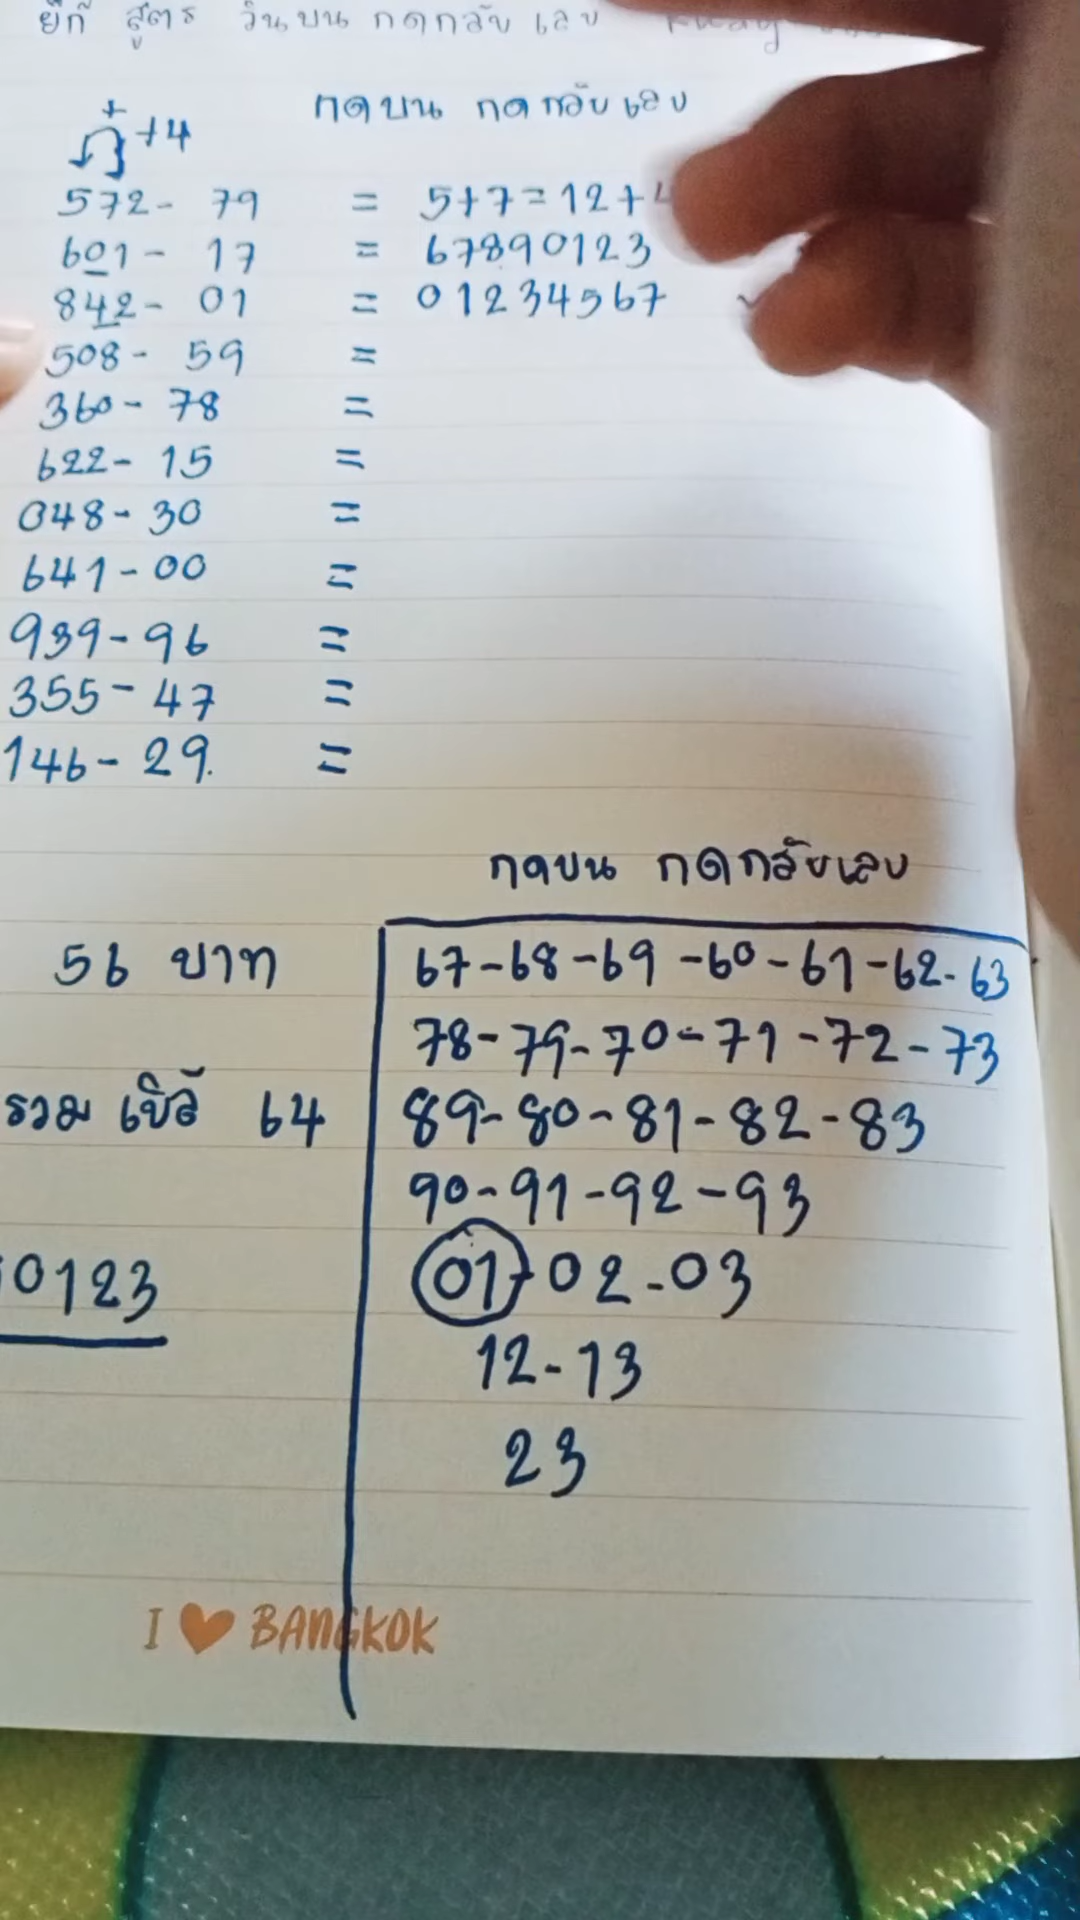 ยี่กี สูตร วินบน กดกลับเลข
+
+4
กดบน กดกลับเลข
572- 79 = 5+7=12+4
601- 17 = 67890123
842- 01 = 01234567
508- 59 =
360- 78 =
622- 15 =
048-30 =
641-00 =
939-96 =
355-47 =
146-29. =
กดบน กดกลับเลข
56 บาท
67-68-69-60-61-62-63
78-79-70-71-72-73
รวม 64
89-80-81-82-83
90-91-92-93
0123
01-02-03
12-13
23
I BANGKOK